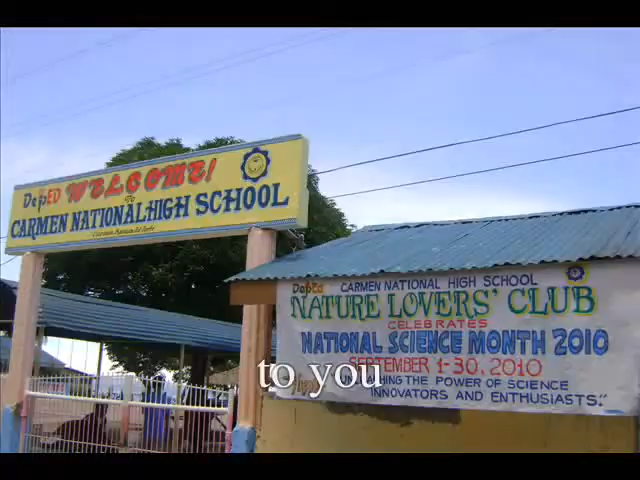 DepED WELCOME!
To
CARMEN NATIONAL HIGH SCHOOL
DepEd CARMEN NATIONAL HIGH SCHOOL
NATURE LOVERS' CLUB
CELEBRATES
NATIONAL SCIENCE MONTH 2010
SEPTEMBER 1-30, 2010
THE POWER OF SCIENCE
INNOVATORS AND ENTHUSIASTS."
to you